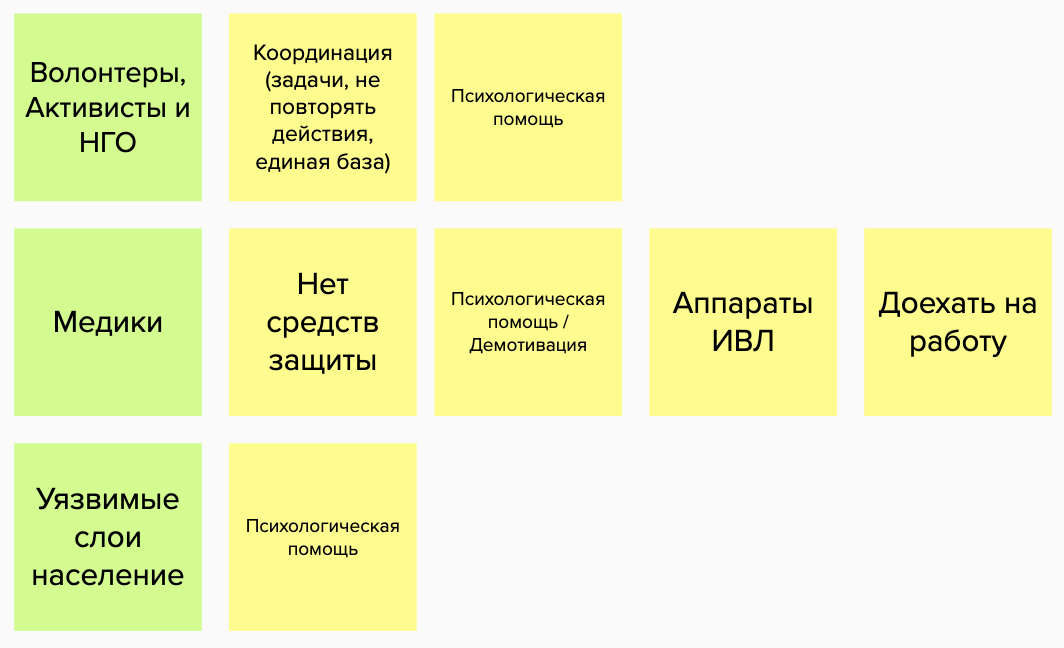 Волонтеры,
Активисты и
НГО
Координация
(задачи, не
повторять
действия,
единая база)
Психологическая
помощь
Медики
Нет
средств
защиты
Психологическая
помощь /
Демотивация
Аппараты
ИВЛ
Доехать на
работу
Уязвимые
слои
население
Психологическая
помощь